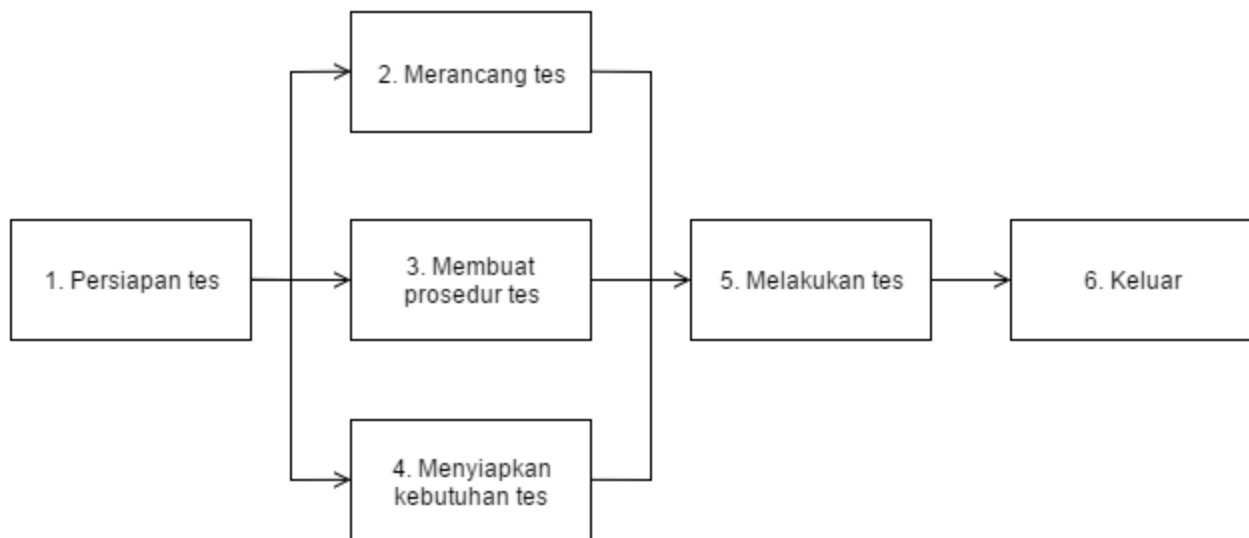 1. Persiapan tes
2. Merancang tes
3. Membuat
prosedur tes
4. Menyiapkan
kebutuhan tes
5. Melakukan tes
6. Keluar